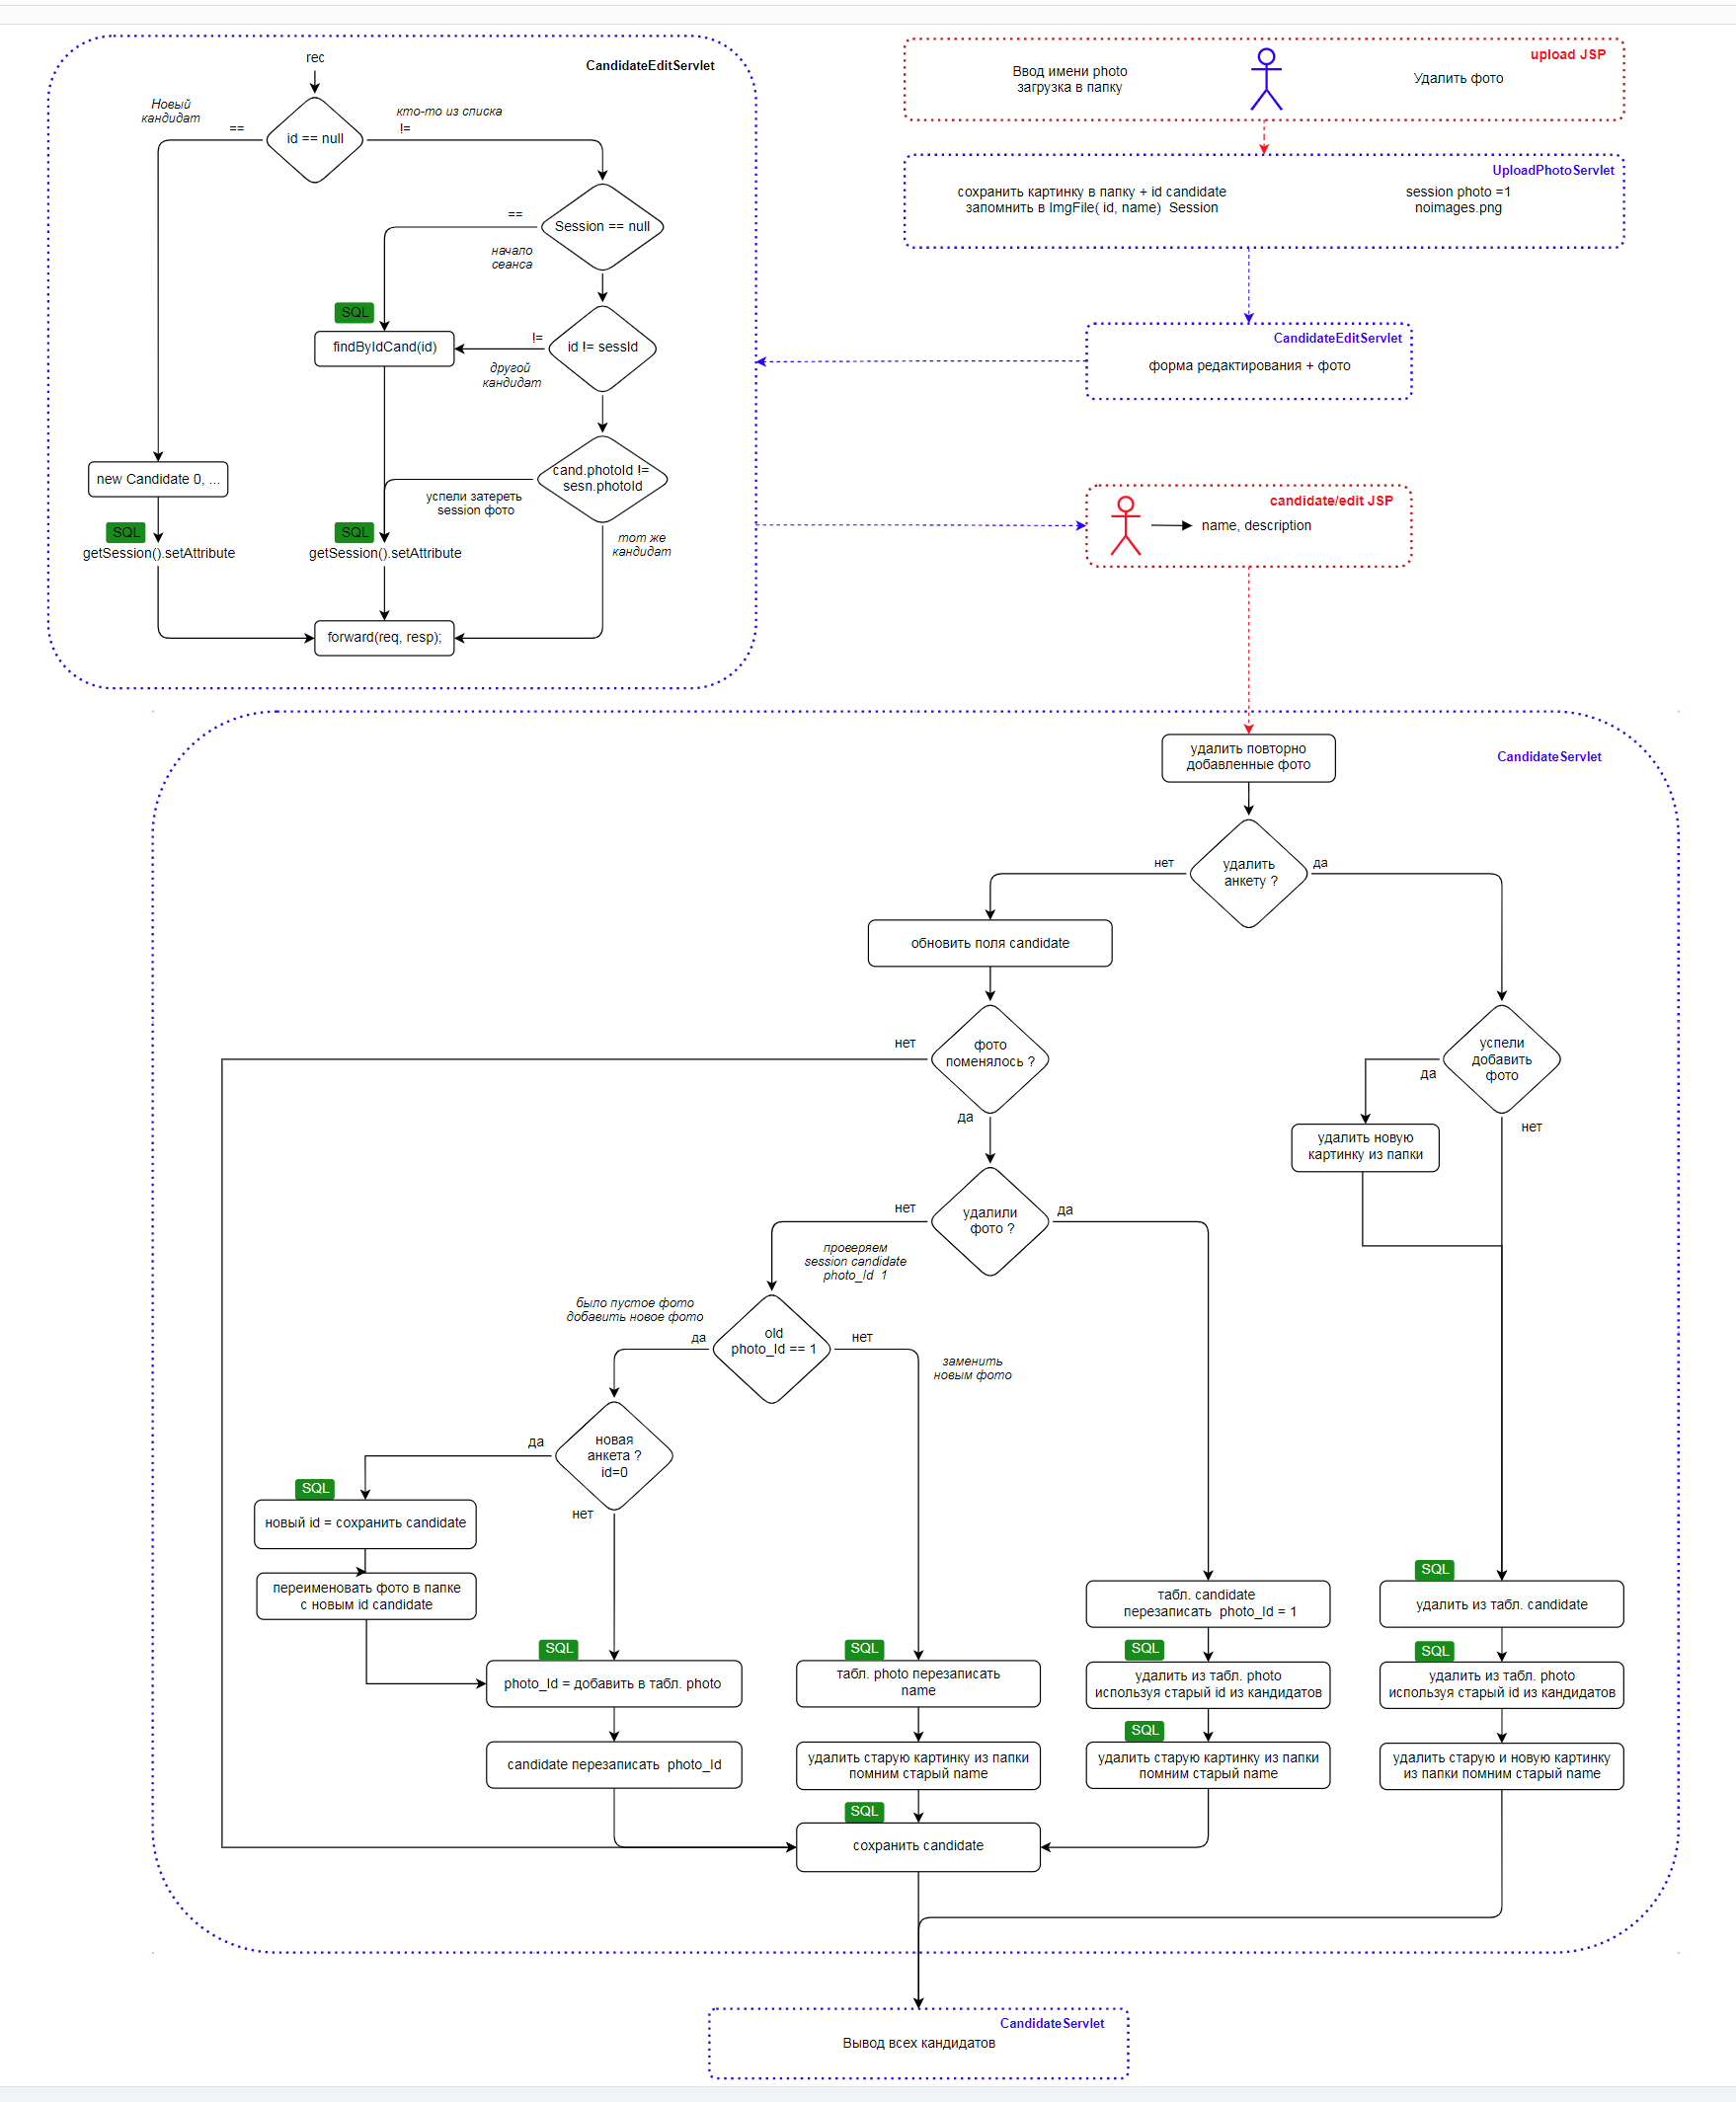 rec
CandidateEditServlet
Новый
кандидат
==
id == null
кто-то из списка
!=
==
Session == null
начало
сеанса
SQL
findByIdCand(id)
!=
id != sessId
другой
кандидат
cand.photoId !=
sesn.photoId
new Candidate 0, ...
успели затереть
session фото
SQL
getSession().setAttribute
SQL
getSession().setAttribute
тот же
кандидат
forward(req, resp);
upload JSP
Ввод имени photo
загрузка в папку
Удалить фото
UploadPhotoServlet
сохранить картинку в папку + id candidate
запомнить в ImgFile( id, name)  Session
session photo =1
noimages.png
CandidateEditServlet
форма редактирования + фото
candidate/edit JSP
name, description
CandidateServlet
удалить повторно
добавленные фото
нет
удалить
анкету ?
да
обновить поля candidate
нет
фото
поменялось ?
да
успели
добавить
фото
да
нет
удалить новую
картинку из папки
нет
удалили
фото ?
да
проверяем
session candidate
photo_Id  1
было пустое фото
добавить новое фото
да
old
photo_Id == 1
нет
заменить
новым фото
да
новая
анкета ?
id=0
нет
SQL
новый id = сохранить candidate
переименовать фото в папке
с новым id candidate
SQL
photo_Id = добавить в табл. photo
candidate перезаписать  photo_Id
SQL
табл. photo перезаписать
name
удалить старую картинку из папки
помним старый name
SQL
сохранить candidate
табл. candidate
перезаписать  photo_Id = 1
SQL
удалить из табл. photo
используя старый id из кандидатов
SQL
удалить старую картинку из папки
помним старый name
SQL
удалить из табл. candidate
SQL
удалить из табл. photo
используя старый id из кандидатов
удалить старую и новую картинку
из папки помним старый name
CandidateServlet
Вывод всех кандидатов